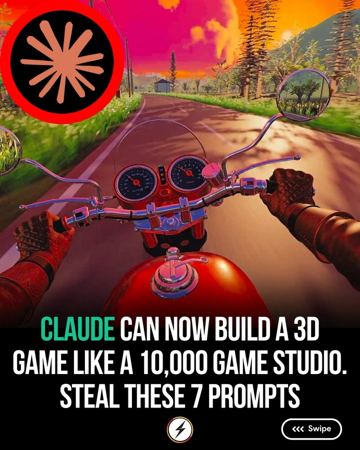 CLAUDE CAN NOW BUILD A 3D
GAME LIKE A 10,000 GAME STUDIO.
STEAL THESE 7 PROMPTS
<<< Swipe